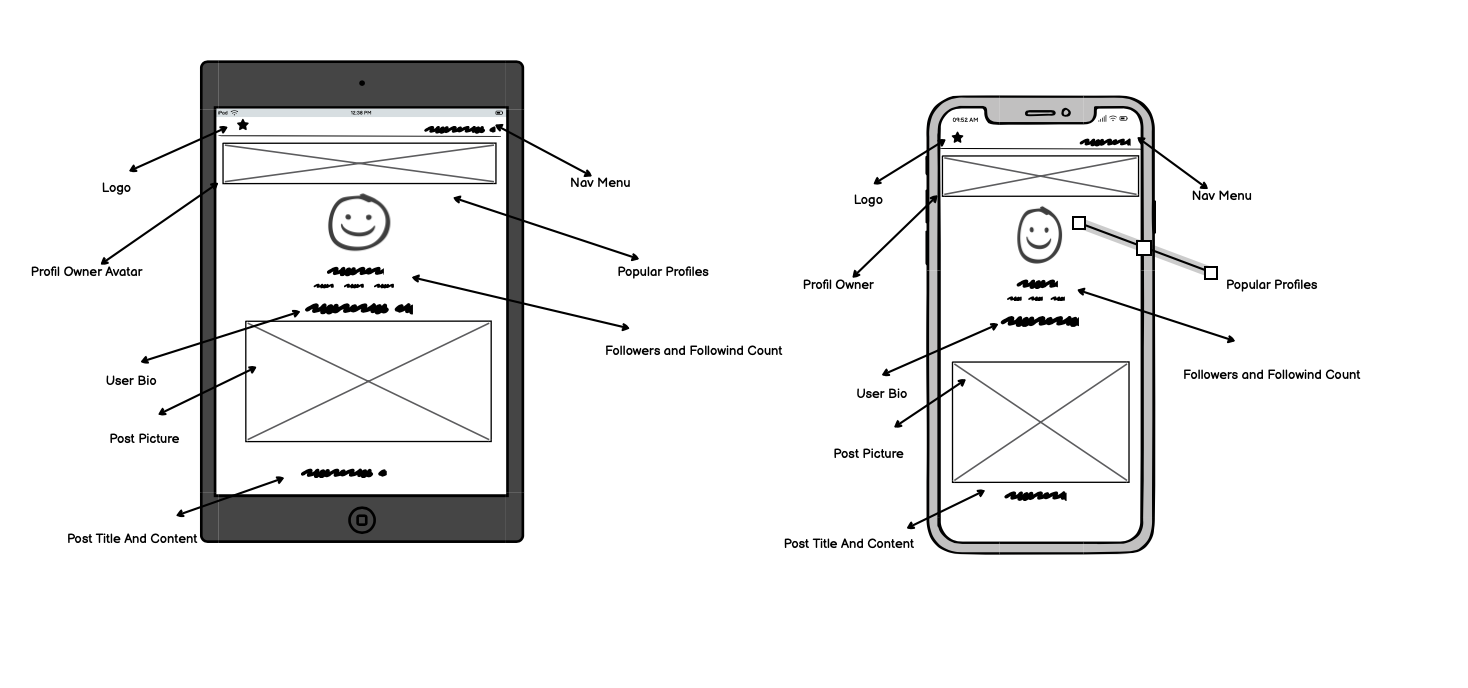 iPad
12:38 PM
Logo
Nav Menu
Profil Owner Avatar
Popular Profiles
Followers and Followind Count
User Bio
Post Picture
Post Title And Content
09:52 AM
Logo
Nav Menu
Profil Owner
Popular Profiles
Followers and Followind Count
User Bio
Post Picture
Post Title And Content